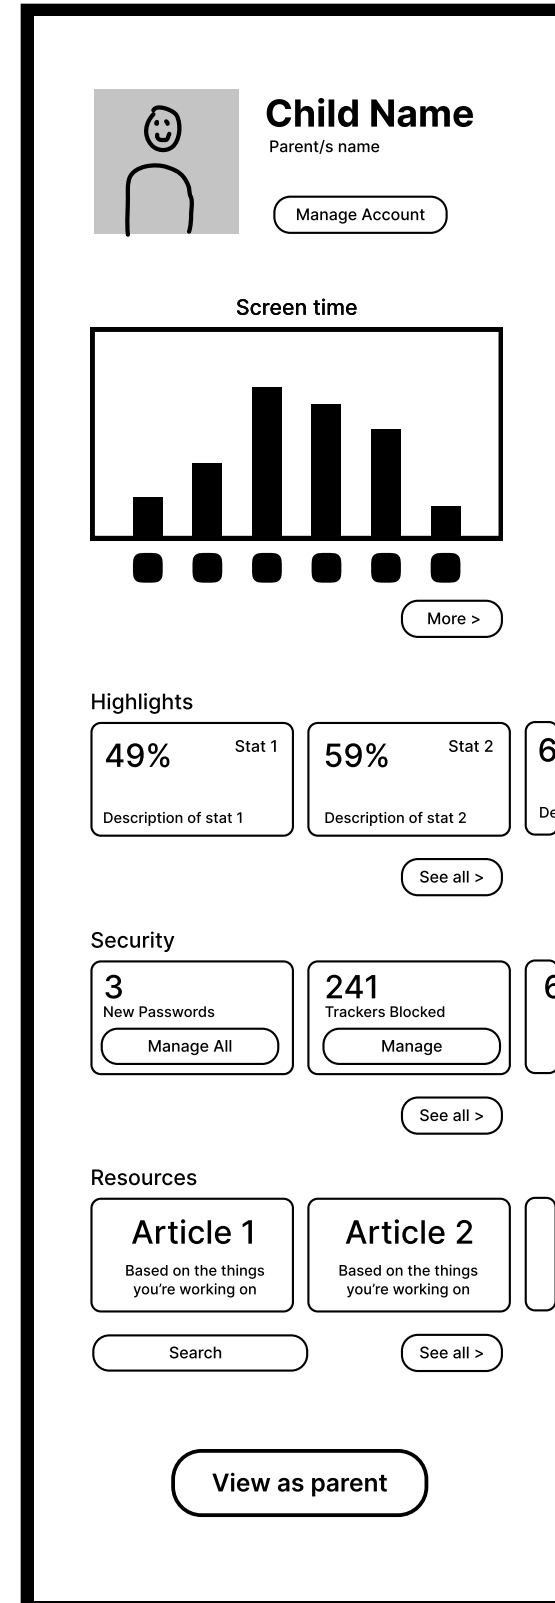 Child Name
Parent/s name
Manage Account
Screen time
More >
Highlights
49%
Stat 1
Description of stat 1
59%
Stat 2
Description of stat 2
6
De
See all >
Security
3
New Passwords
Manage All
241
Trackers Blocked
Manage
6
See all >
Resources
Article 1
Based on the things
you're working on
Article 2
Based on the things
you're working on
Search
See all >
View as parent